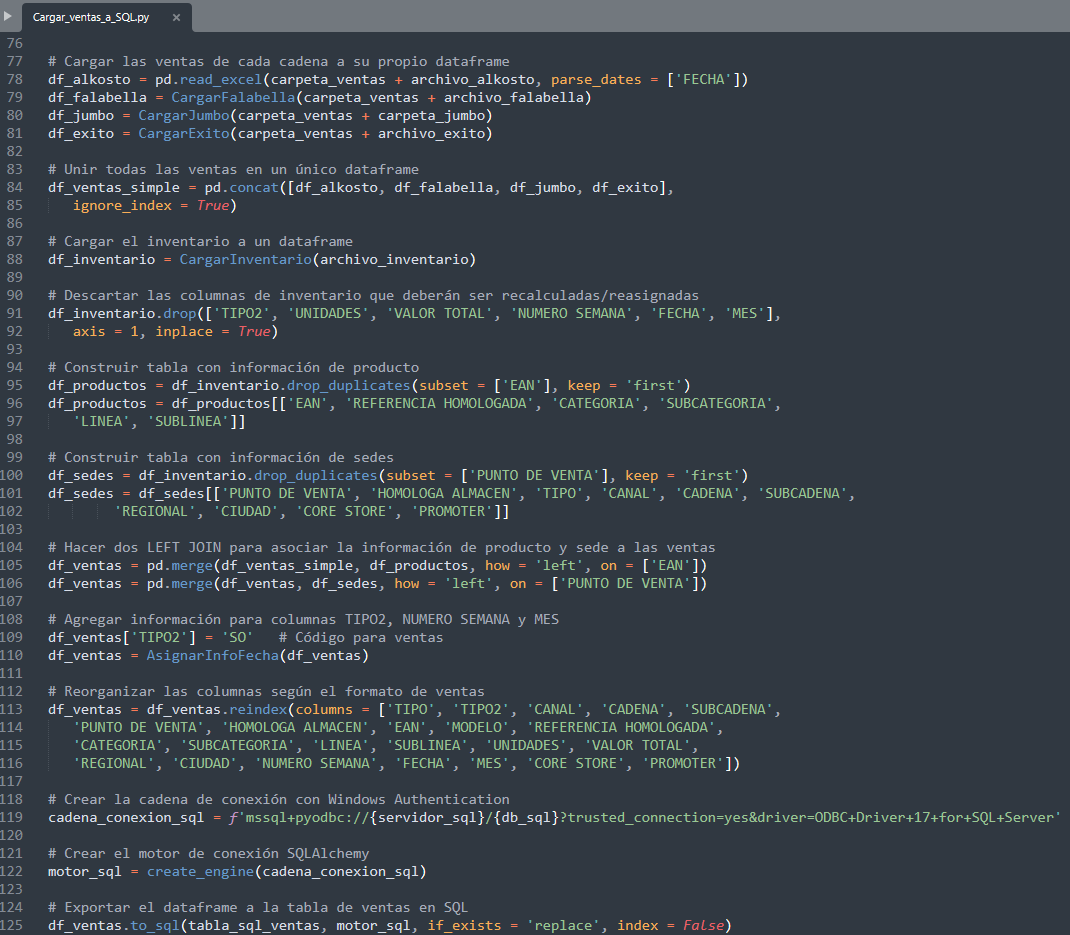 Cargar_ventas_a_SQL.py ×
76
77 # Cargar las ventas de cada cadena a su propio dataframe
78 df_alkosto = pd.read_excel(carpeta_ventas + archivo_alkosto, parse_dates = ['FECHA'])
79 df_falabella = CargarFalabella(carpeta_ventas + archivo_falabella)
80 df_jumbo = CargarJumbo(carpeta_ventas + carpeta_jumbo)
81 df_exito = CargarExito(carpeta_ventas + archivo_exito)
82
83 # Unir todas las ventas en un único dataframe
84 df_ventas_simple = pd.concat([df_alkosto, df_falabella, df_jumbo, df_exito],
85 ignore_index = True)
86
87 # Cargar el inventario a un dataframe
88 df_inventario = CargarInventario(archivo_inventario)
89
90 # Descartar las columnas de inventario que deberán ser recalculadas/reasignadas
91 df_inventario.drop(['TIPO2', 'UNIDADES', 'VALOR TOTAL', 'NUMERO SEMANA', 'FECHA', 'MES'],
92 axis = 1, inplace = True)
93
94 # Construir tabla con información de producto
95 df_productos = df_inventario.drop_duplicates(subset = ['EAN'], keep = 'first')
96 df_productos = df_productos[['EAN', 'REFERENCIA HOMOLOGADA', 'CATEGORIA', 'SUBCATEGORIA',
97 'LINEA', 'SUBLINEA']]
98
99 # Construir tabla con información de sedes
100 df_sedes = df_inventario.drop_duplicates(subset = ['PUNTO DE VENTA'], keep = 'first')
101 df_sedes = df_sedes[['PUNTO DE VENTA', 'HOMOLOGA ALMACEN', 'TIPO', 'CANAL', 'CADENA', 'SUBCADENA',
102 'REGIONAL', 'CIUDAD', 'CORE STORE', 'PROMOTER']]
103
104 # Hacer dos LEFT JOIN para asociar la información de producto y sede a las ventas
105 df_ventas = pd.merge(df_ventas_simple, df_productos, how = 'left', on = ['EAN'])
106 df_ventas = pd.merge(df_ventas, df_sedes, how = 'left', on = ['PUNTO DE VENTA'])
107
108 # Agregar información para columnas TIPO2, NUMERO SEMANA y MES
109 df_ventas['TIPO2'] = 'SO' # Código para ventas
110 df_ventas = AsignarInfoFecha(df_ventas)
111
112 # Reorganizar las columnas según el formato de ventas
113 df_ventas = df_ventas.reindex(columns = ['TIPO', 'TIPO2', 'CANAL', 'CADENA', 'SUBCADENA',
114 'PUNTO DE VENTA', 'HOMOLOGA ALMACEN', 'EAN', 'MODELO', 'REFERENCIA HOMOLOGADA',
115 'CATEGORIA', 'SUBCATEGORIA', 'LINEA', 'SUBLINEA', 'UNIDADES', 'VALOR TOTAL',
116 'REGIONAL', 'CIUDAD', 'NUMERO SEMANA', 'FECHA', 'MES', 'CORE STORE', 'PROMOTER'])
117
118 # Crear la cadena de conexión con Windows Authentication
119 cadena_conexion_sql = f'mssql+pyodbc://{servidor_sql}/{db_sql}?trusted_connection=yes&driver=ODBC+Driver+17+for+SQL+Server'
120
121 # Crear el motor de conexión SQLAlchemy
122 motor_sql = create_engine(cadena_conexion_sql)
123
124 # Exportar el dataframe a la tabla de ventas en SQL
125 df_ventas.to_sql(tabla_sql_ventas, motor_sql, if_exists = 'replace', index = False)